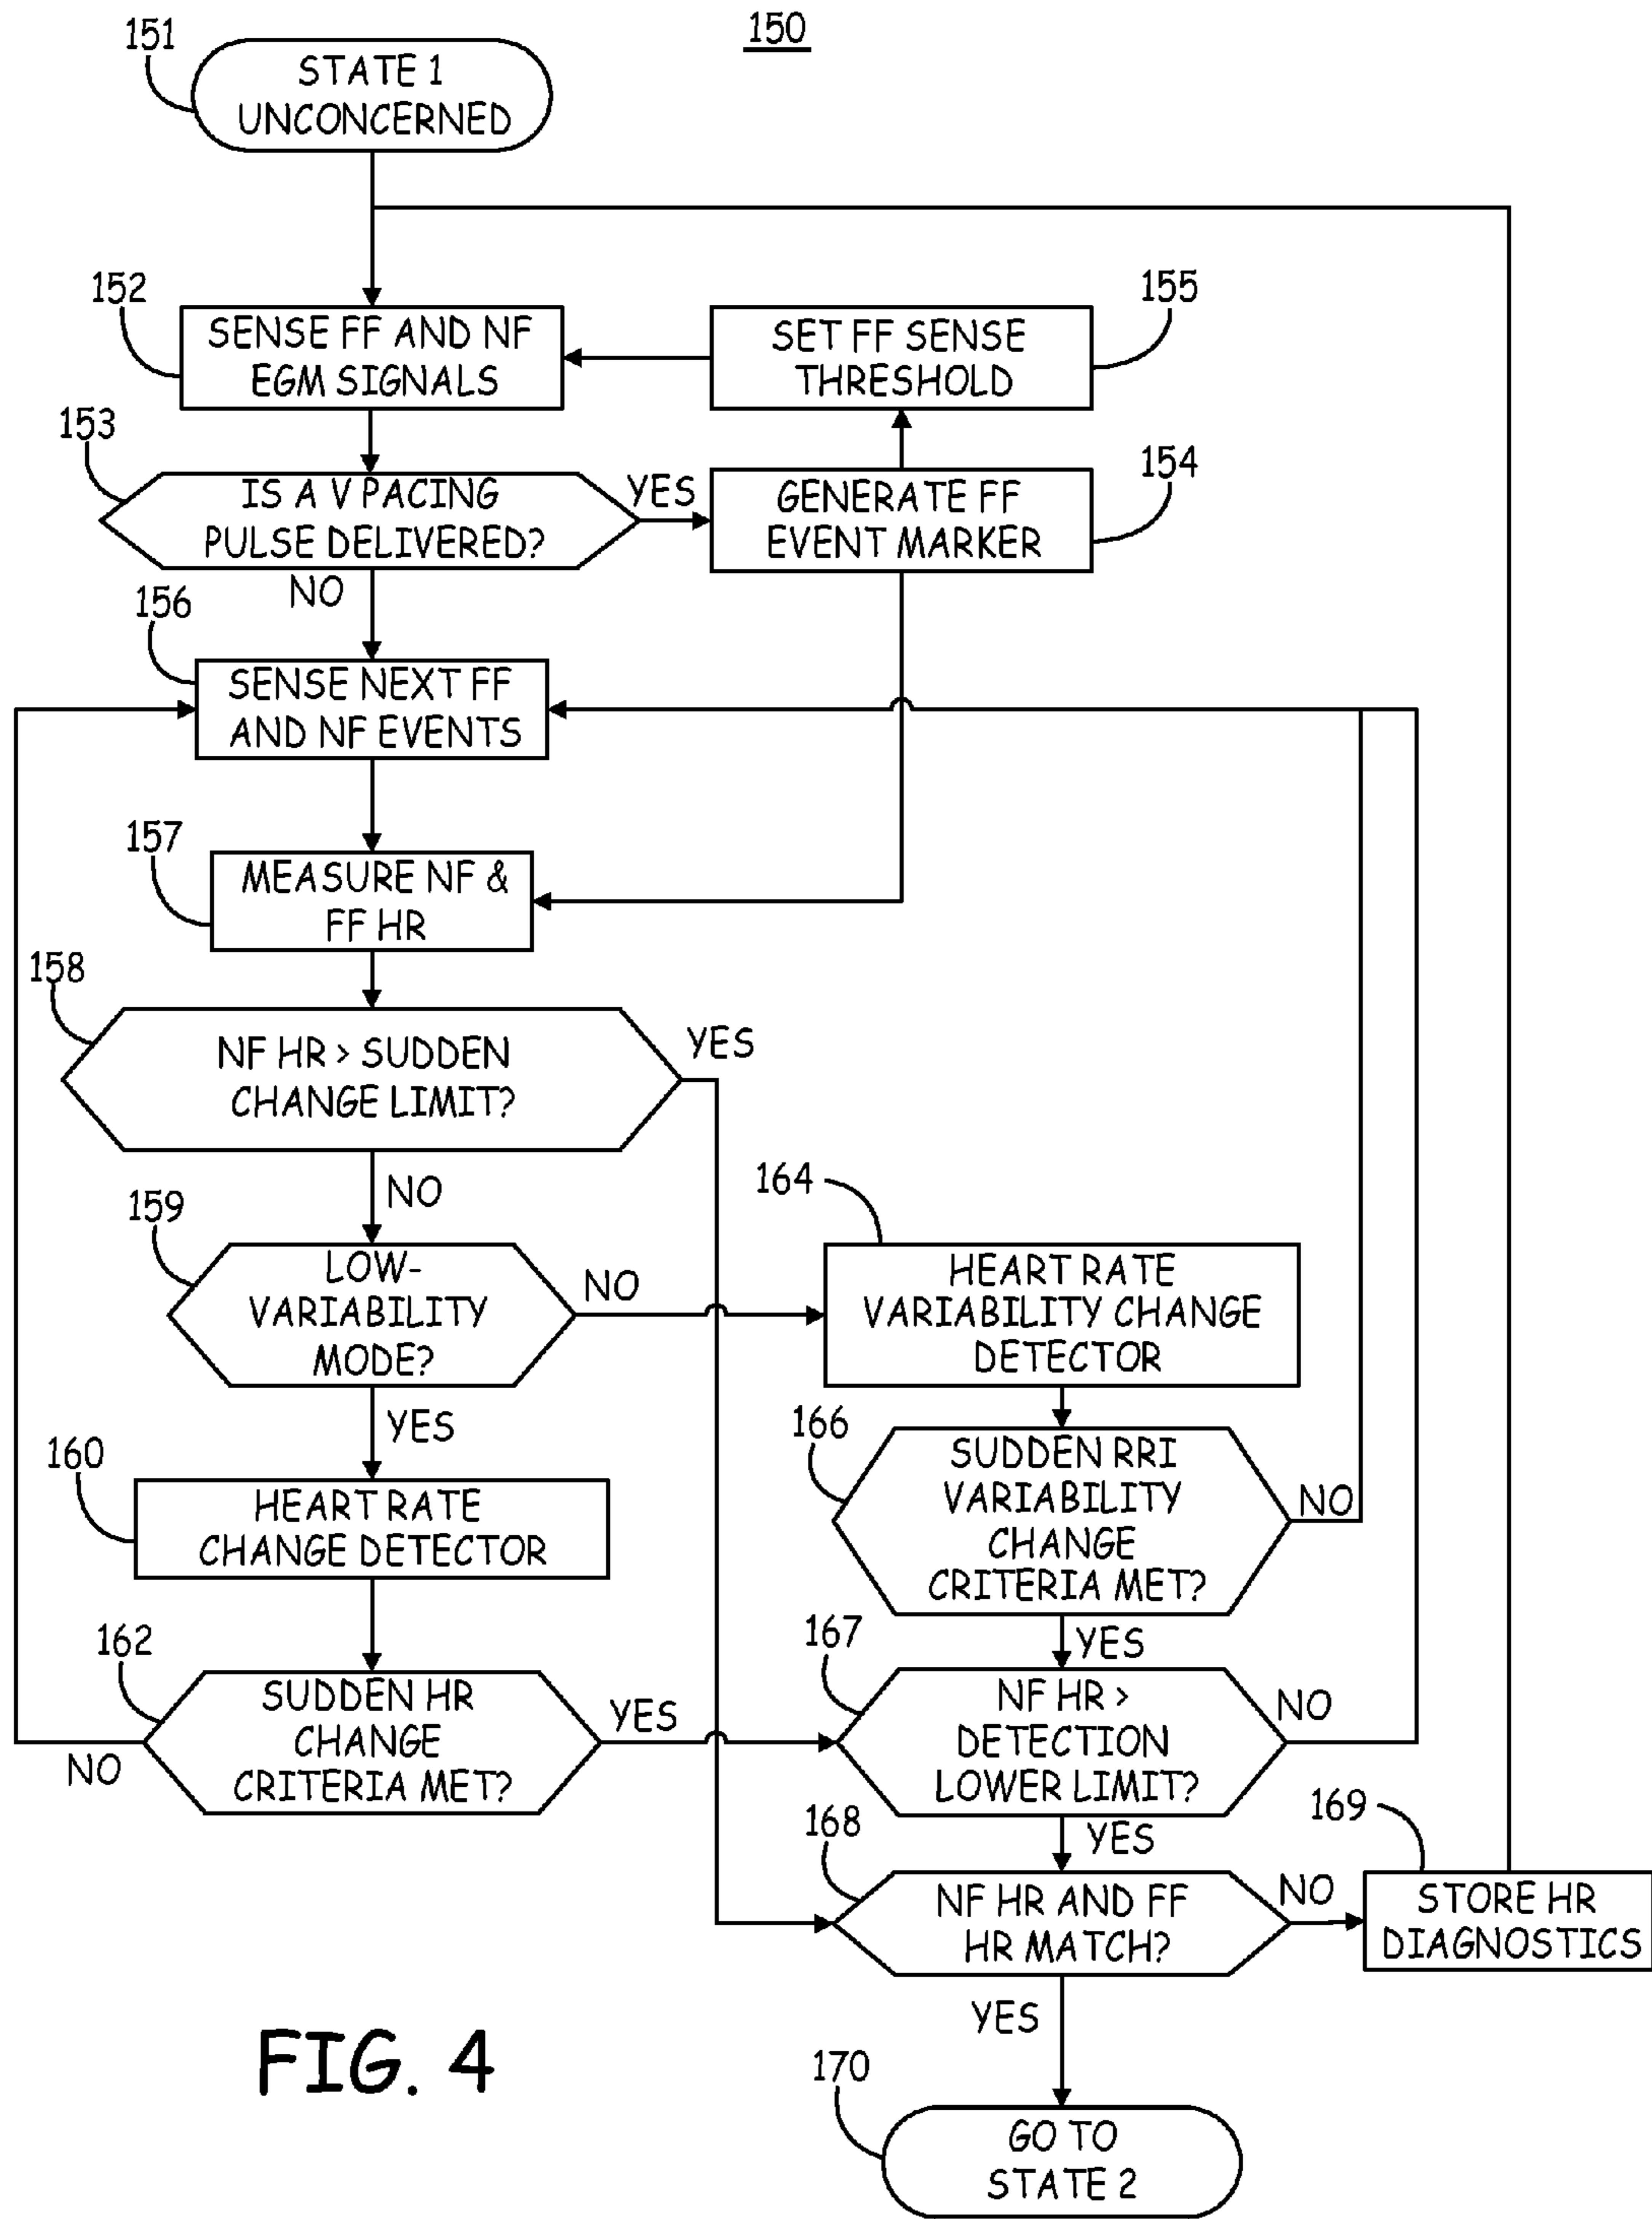 150
151
STATE 1
UNCONCERNED
152
SENSE FF AND NF
EGM SIGNALS
155
SET FF SENSE
THRESHOLD
153
IS A V PACING
PULSE DELIVERED?
YES
NO
154
GENERATE FF
EVENT MARKER
156
SENSE NEXT FF
AND NF EVENTS
157
MEASURE NF &
FF HR
158
NF HR > SUDDEN
CHANGE LIMIT?
YES
NO
159
LOW-
VARIABILITY
MODE?
NO
YES
164
HEART RATE
VARIABILITY CHANGE
DETECTOR
160
HEART RATE
CHANGE DETECTOR
166
SUDDEN RRI
VARIABILITY
CHANGE
CRITERIA MET?
NO
YES
162
SUDDEN HR
CHANGE
CRITERIA MET?
YES
NO
167
NF HR >
DETECTION
LOWER LIMIT?
NO
YES
168
NF HR AND FF
HR MATCH?
NO
YES
169
STORE HR
DIAGNOSTICS
170
GO TO
STATE 2
FIG. 4